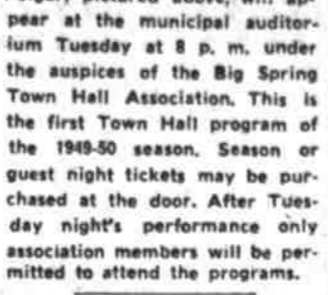 pictured above, will ap-
pear at the municipal auditor-
ium Tuesday at 8 p. m. under
the auspices of the Big Spring
Town Hall Association. This is
the first Town Hall program of
the 1949-50 season. Season or
guest night tickets may be pur-
chased at the door. After Tues-
day night's performance only
association members will be per-
mitted to attend the programs.